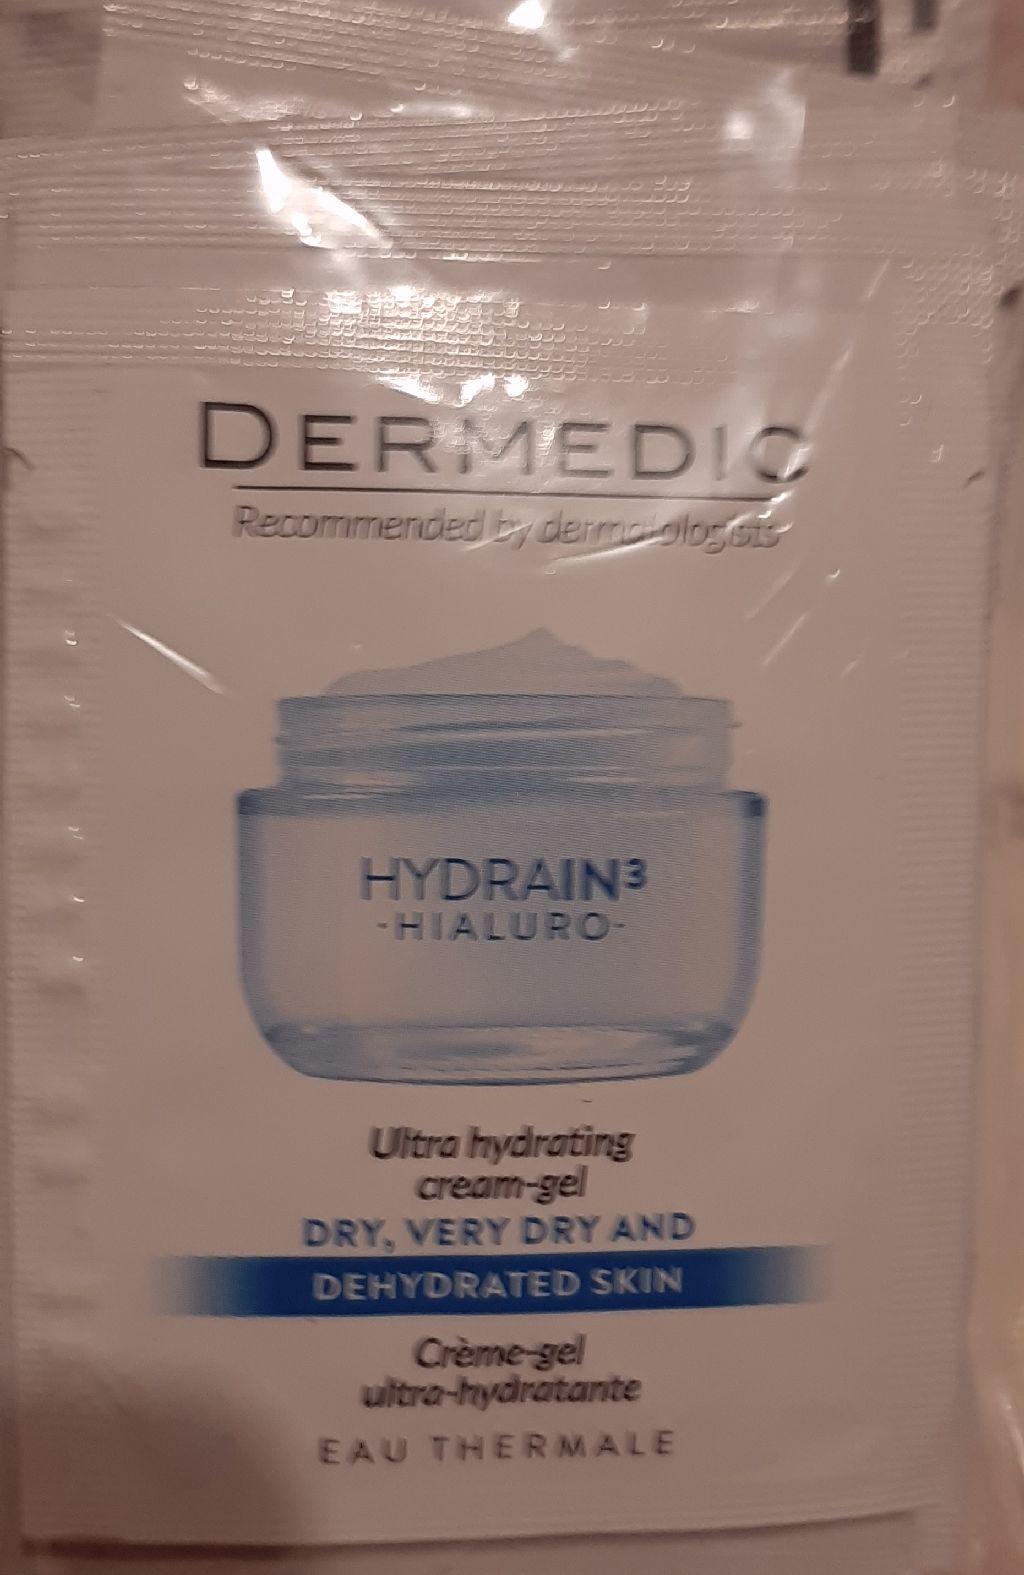 DERMEDIC
Recommended by dermatologists
HYDRAIN³
-HIALURO-
Ultra hydrating
cream-gel
DRY, VERY DRY AND
DEHYDRATED SKIN
Crème-gel
ultra-hydratante
EAU THERMALE